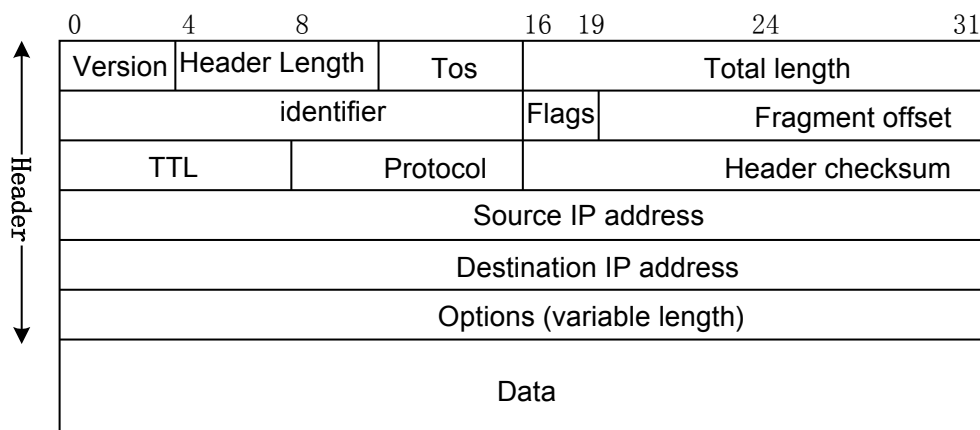 0 4 8 16 19 24 31
Version Header Length Tos Total length
identifier Flags Fragment offset
TTL Protocol Header checksum
Header
Source IP address
Destination IP address
Options (variable length)
Data